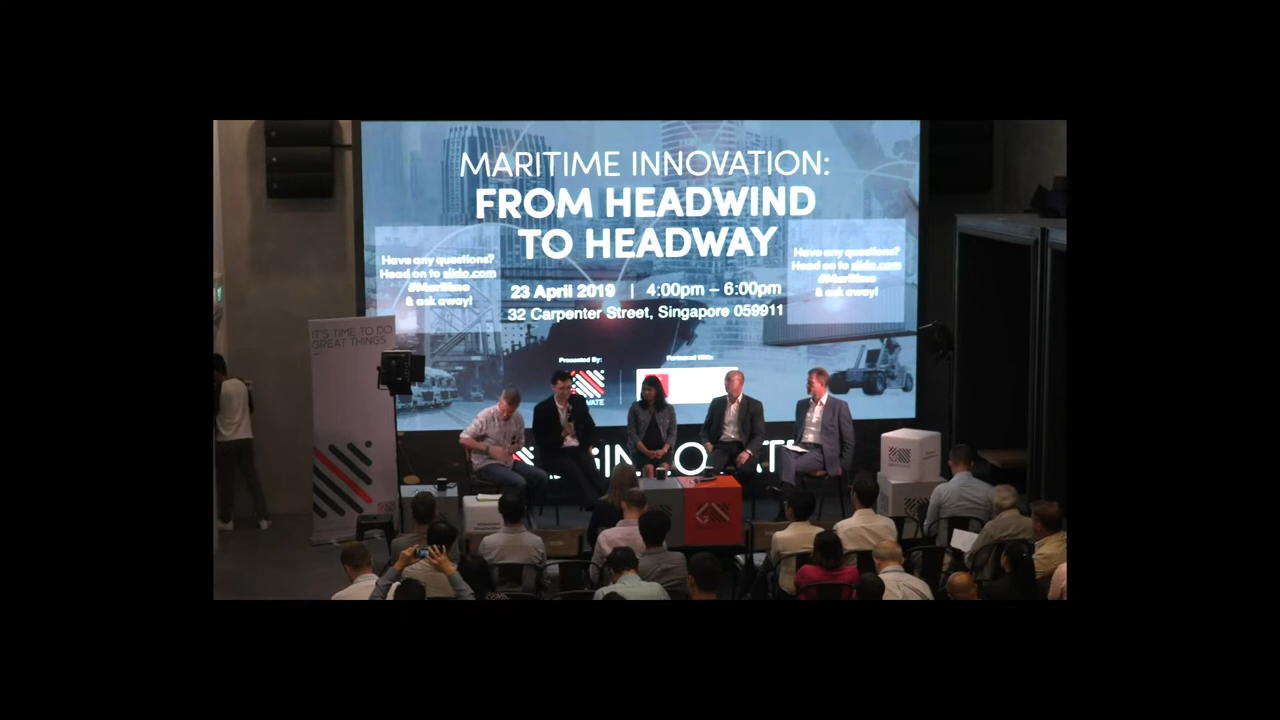 MARITIME INNOVATION:
FROM HEADWIND
TO HEADWAY
Have any questions?
Head on to slido.com
#Maritime
& ask away!
Have any questions?
Head on to slido.com
#Maritime
& ask away!
23 April 2019 | 4:00pm – 6:00pm
32 Carpenter Street, Singapore 059911
Presented By:
Partnered With:
IT'S TIME TO DO
GREAT THINGS